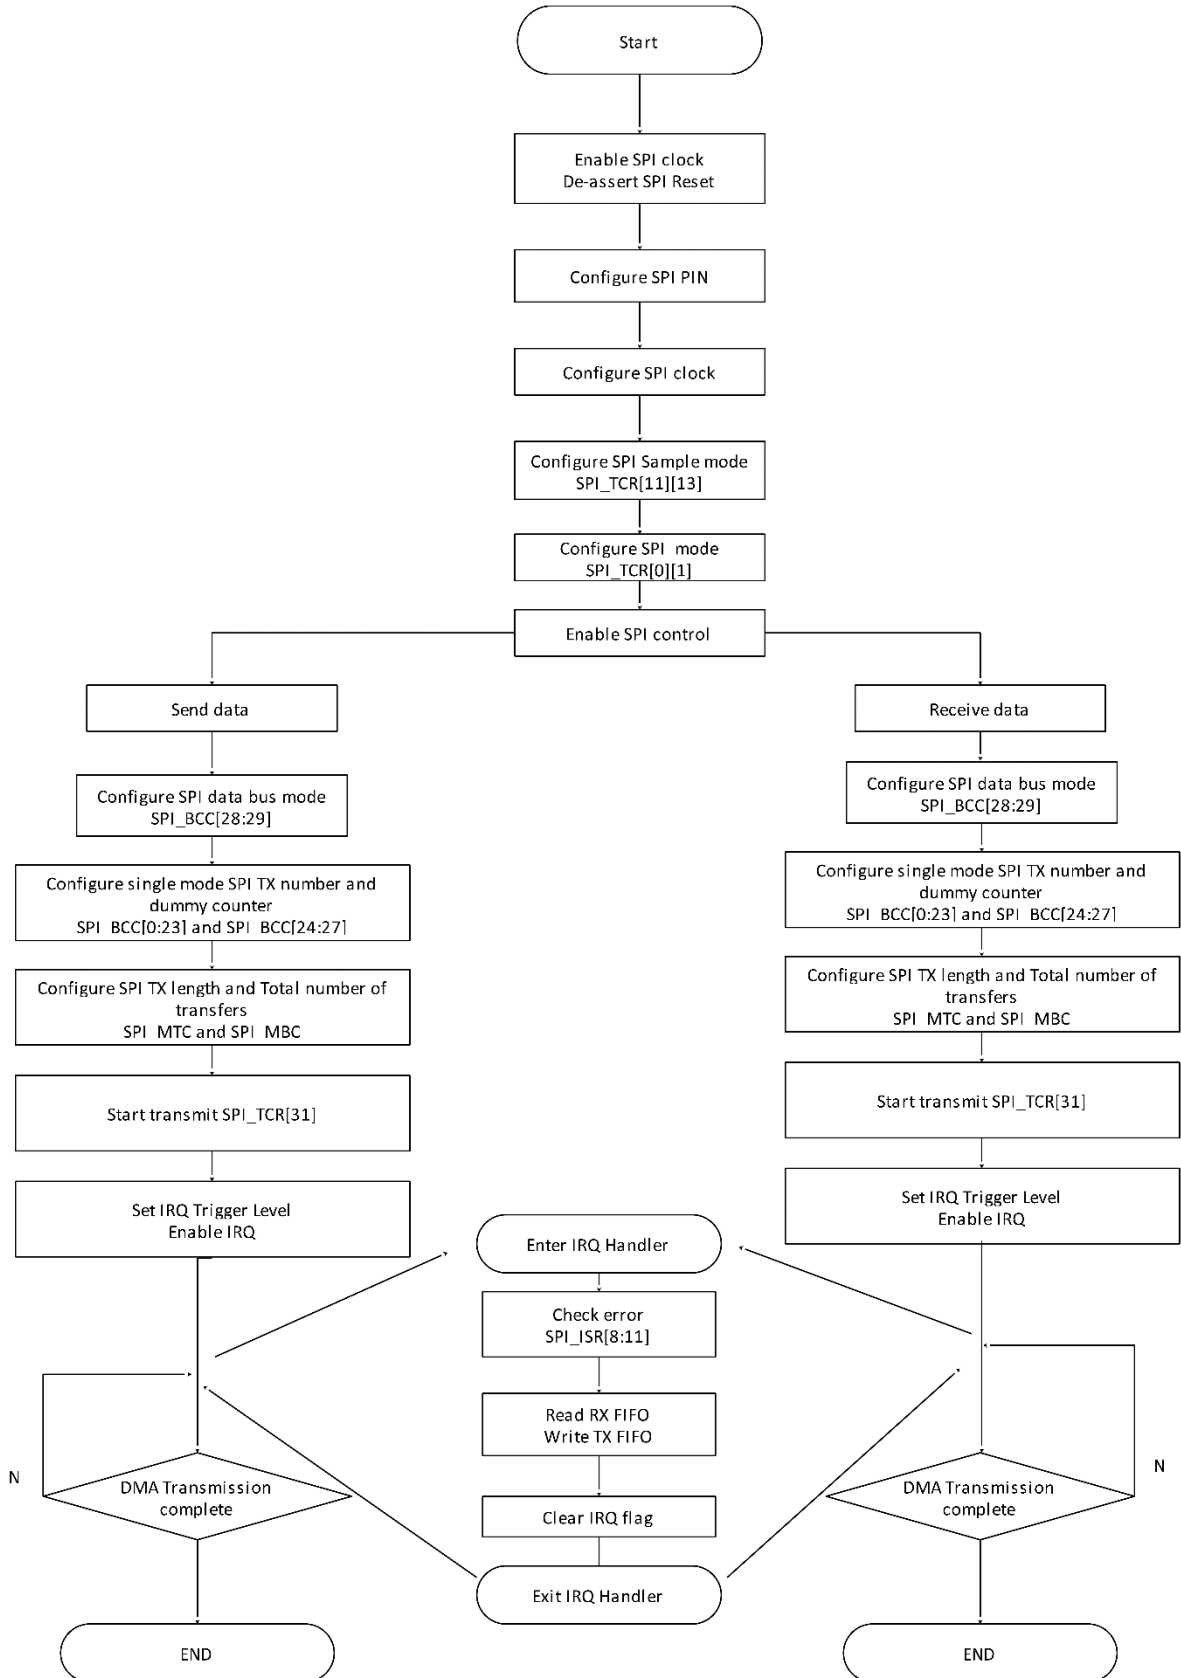 Start
Enable SPI clock
De-assert SPI Reset
Configure SPI PIN
Configure SPI clock
Configure SPI Sample mode
SPI_TCR[11][13]
Configure SPI mode
SPI_TCR[0][1]
Enable SPI control
Send data
Configure SPI data bus mode
SPI_BCC[28:29]
Configure single mode SPI TX number and
dummy counter
SPI_BCC[0:23] and SPI_BCC[24:27]
Configure SPI TX length and Total number of
transfers
SPI_MTC and SPI_MBC
Start transmit SPI_TCR[31]
Set IRQ Trigger Level
Enable IRQ
N
DMA Transmission
complete
END
Enter IRQ Handler
Check error
SPI_ISR[8:11]
Read RX FIFO
Write TX FIFO
Clear IRQ flag
Exit IRQ Handler
Receive data
Configure SPI data bus mode
SPI_BCC[28:29]
Configure single mode SPI TX number and
dummy counter
SPI_BCC[0:23] and SPI_BCC[24:27]
Configure SPI TX length and Total number of
transfers
SPI_MTC and SPI_MBC
Start transmit SPI_TCR[31]
Set IRQ Trigger Level
Enable IRQ
N
DMA Transmission
complete
END